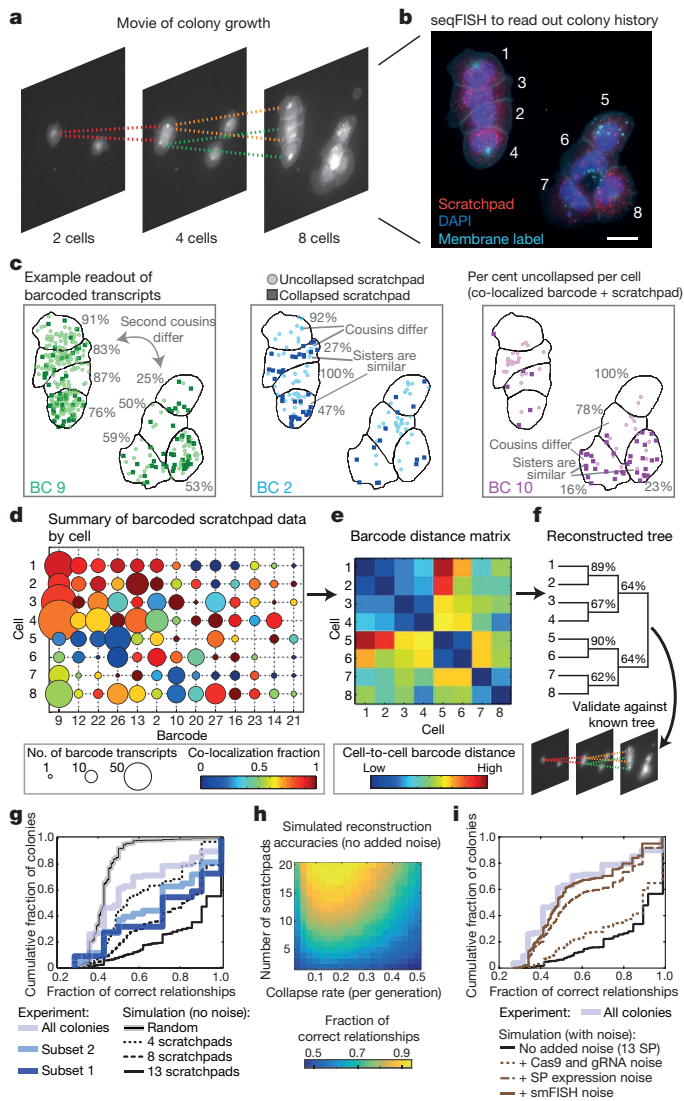 a
Movie of colony growth
2 cells
4 cells
8 cells
b
seqFISH to read out colony history
1
3
2
4
5
6
7
8
Scratchpad
DAPI
Membrane label
c
Example readout of
barcoded transcripts
91%
83%
87%
76%
Second cousins
differ
25%
50%
59%
53%
BC 9
Uncollapsed scratchpad
Collapsed scratchpad
92%
Cousins differ
27%
Sisters are
similar
100%
47%
BC 2
Per cent uncollapsed per cell
(co-localized barcode + scratchpad)
100%
78%
Cousins differ
Sisters are
similar
16%
23%
BC 10
d
Summary of barcoded scratchpad data
by cell
Cell
1
2
3
4
5
6
7
8
9 12 22 26 13 2 10 20 27 16 23 14 21
Barcode
No. of barcode transcripts
1 10 50
Co-localization fraction
0 0.5 1
e
Barcode distance matrix
Cell
1
2
3
4
5
6
7
8
1 2 3 4 5 6 7 8
Cell
Cell-to-cell barcode distance
Low High
f
Reconstructed tree
1
2
3
4
5
6
7
8
89%
67%
64%
90%
62%
64%
Validate against
known tree
g
Cumulative fraction of colonies
1.0
0.8
0.6
0.4
0.2
0
0.2 0.4 0.6 0.8 1.0
Fraction of correct relationships
Experiment:
All colonies
Subset 2
Subset 1
Simulation (no noise):
Random
4 scratchpads
8 scratchpads
13 scratchpads
h
Simulated reconstruction
accuracies (no added noise)
Number of scratchpads
20
15
10
5
0.1 0.2 0.3 0.4 0.5
Collapse rate (per generation)
Fraction of
correct relationships
0.5 0.7 0.9
i
Cumulative fraction of colonies
1.0
0.8
0.6
0.4
0.2
0
0.2 0.4 0.6 0.8 1.0
Fraction of correct relationships
Experiment:
All colonies
Simulation (with noise):
No added noise (13 SP)
+ Cas9 and gRNA noise
+ SP expression noise
+ smFISH noise